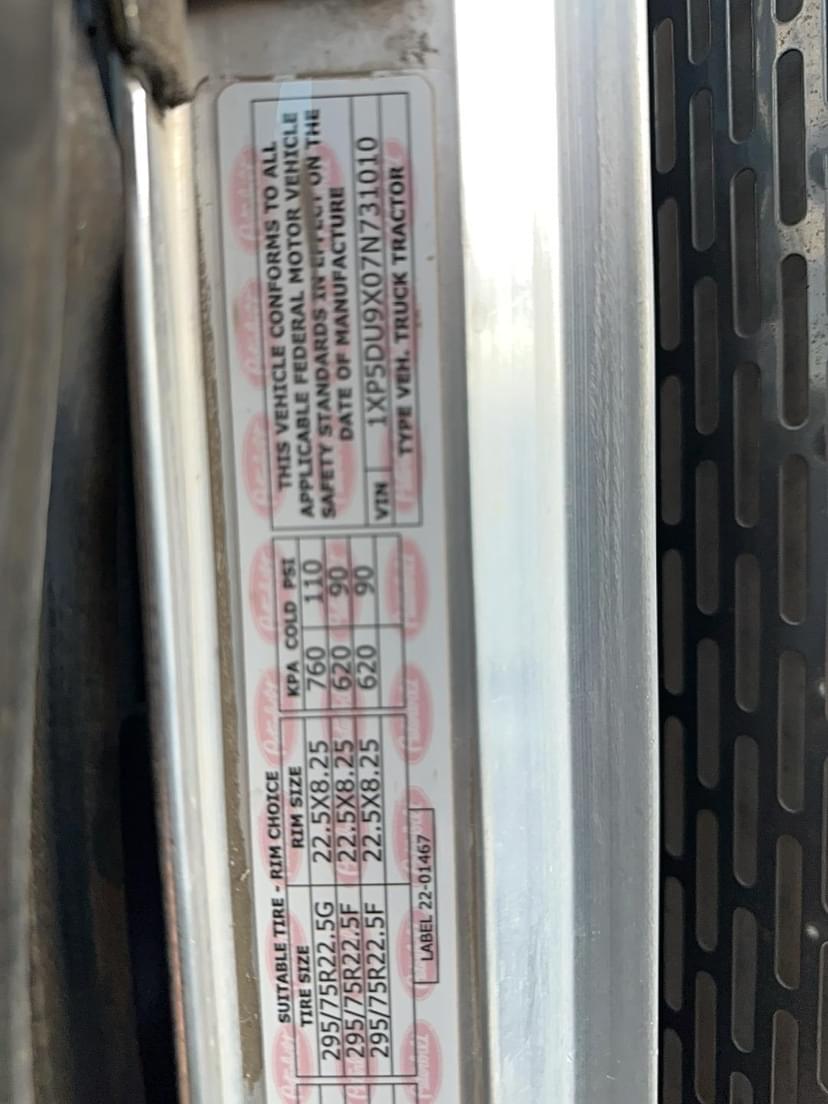 SUITABLE TIRE - RIM CHOICE
TIRE SIZE RIM SIZE KPA COLD PSI
295/75R22.5G 22.5X8.25 760 110
295/75R22.5F 22.5X8.25 620 90
295/75R22.5F 22.5X8.25 620 90
LABEL 22-01467
THIS VEHICLE CONFORMS TO ALL
APPLICABLE FEDERAL MOTOR VEHICLE
SAFETY STANDARDS IN EFFECT ON THE
DATE OF MANUFACTURE
VIN 1XP5DU9X07N731010
TYPE VEH. TRUCK TRACTOR